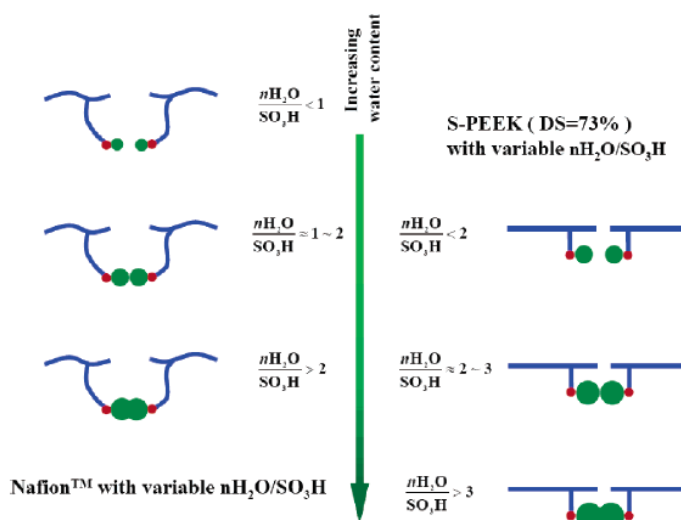 Increasing
water content
nH₂O
SO₃H < 1
S-PEEK ( DS=73% )
with variable nH₂O/SO₃H
nH₂O
SO₃H ≈ 1 ~ 2
nH₂O
SO₃H < 2
nH₂O
SO₃H > 2
nH₂O
SO₃H ≈ 2 ~ 3
Nafion™ with variable nH₂O/SO₃H
nH₂O
SO₃H > 3